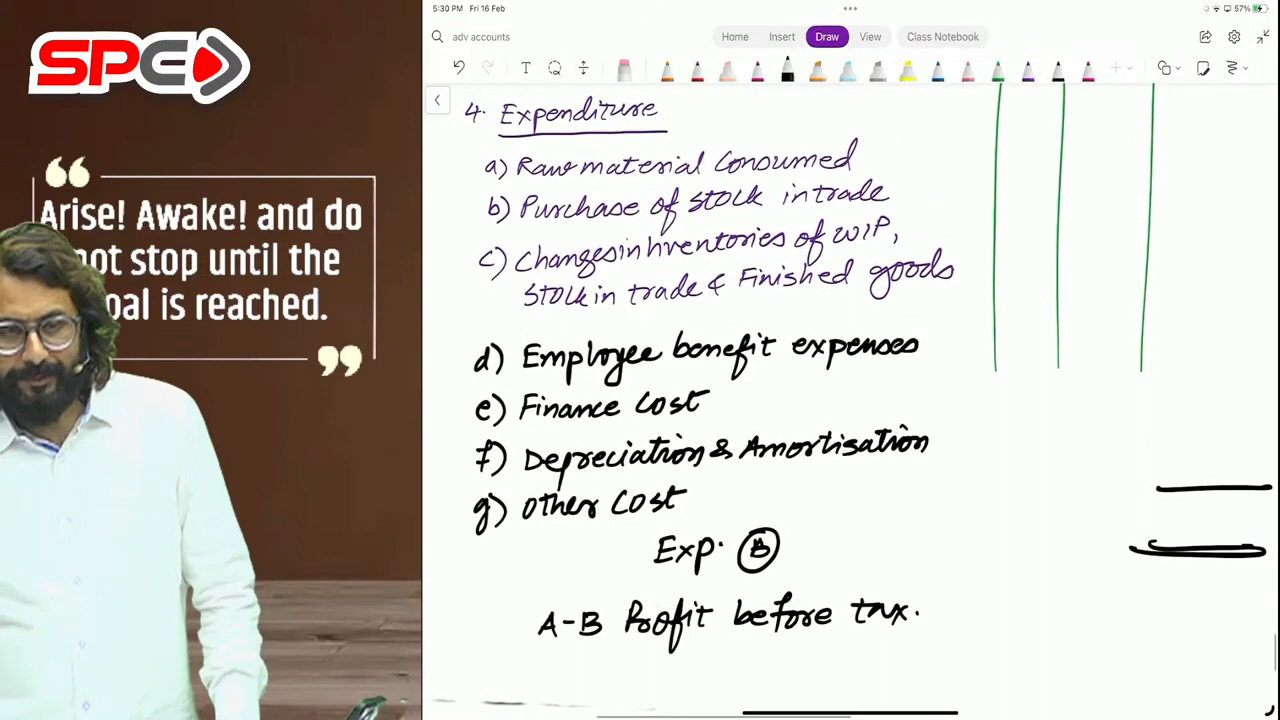 5:30 PM Fri 16 Feb
57%
adv accounts
Home Insert Draw View Class Notebook
SPE
Arise! Awake! and do
not stop until the
oal is reached.
4. Expenditure
a) Raw material Consumed
b) Purchase of Stock in trade
c) Changes in Inventories of WIP,
Stock in trade & Finished goods
d) Employee benefit expenses
e) Finance Cost
f) Depreciation & Amortisation
g) Other Cost
Exp. B
A-B Profit before tax.